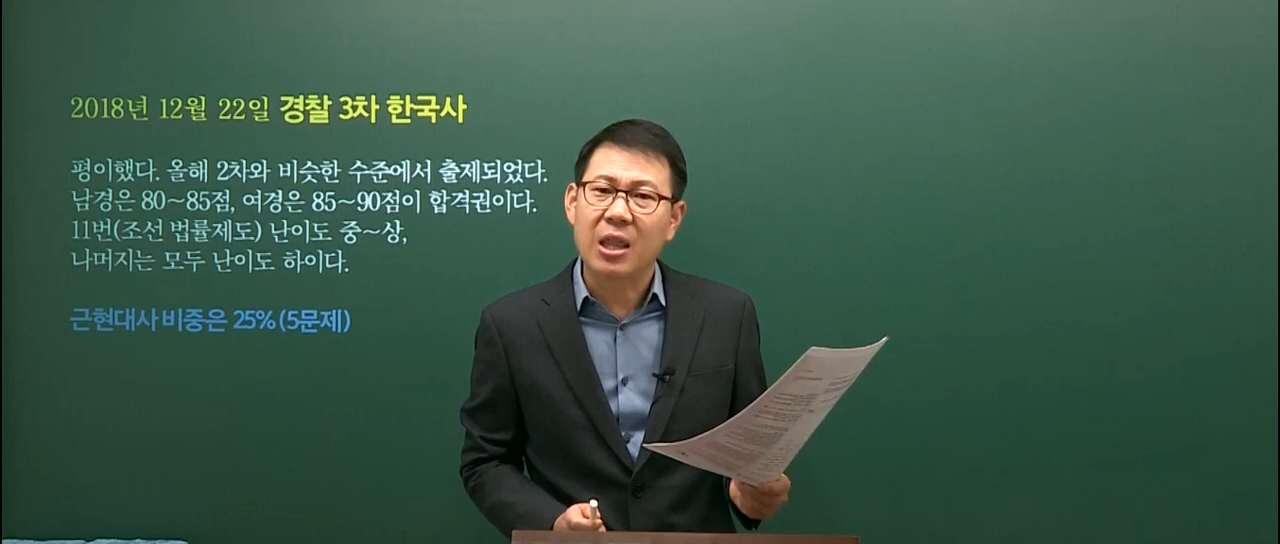 2018년 12월 22일 경찰 3차 한국사
평이했다. 올해 2차와 비슷한 수준에서 출제되었다.
남경은 80~85점, 여경은 85~90점이 합격권이다.
11번(조선 법률제도) 난이도 중~상,
나머지는 모두 난이도 하이다.
근현대사 비중은 25% (5문제)